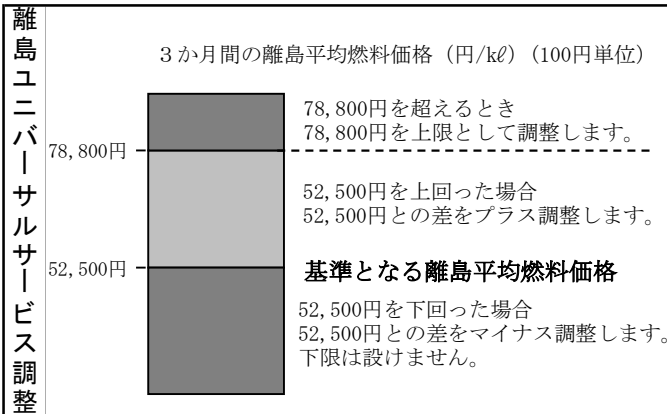 離島ユニバーサルサービス調整
3か月間の離島平均燃料価格（円/kℓ）(100円単位）
78,800円を超えるとき
78,800円を上限として調整します。
78,800円
52,500円を上回った場合
52,500円との差をプラス調整します。
52,500円
基準となる離島平均燃料価格
52,500円を下回った場合
52,500円との差をマイナス調整します。
下限は設けません。